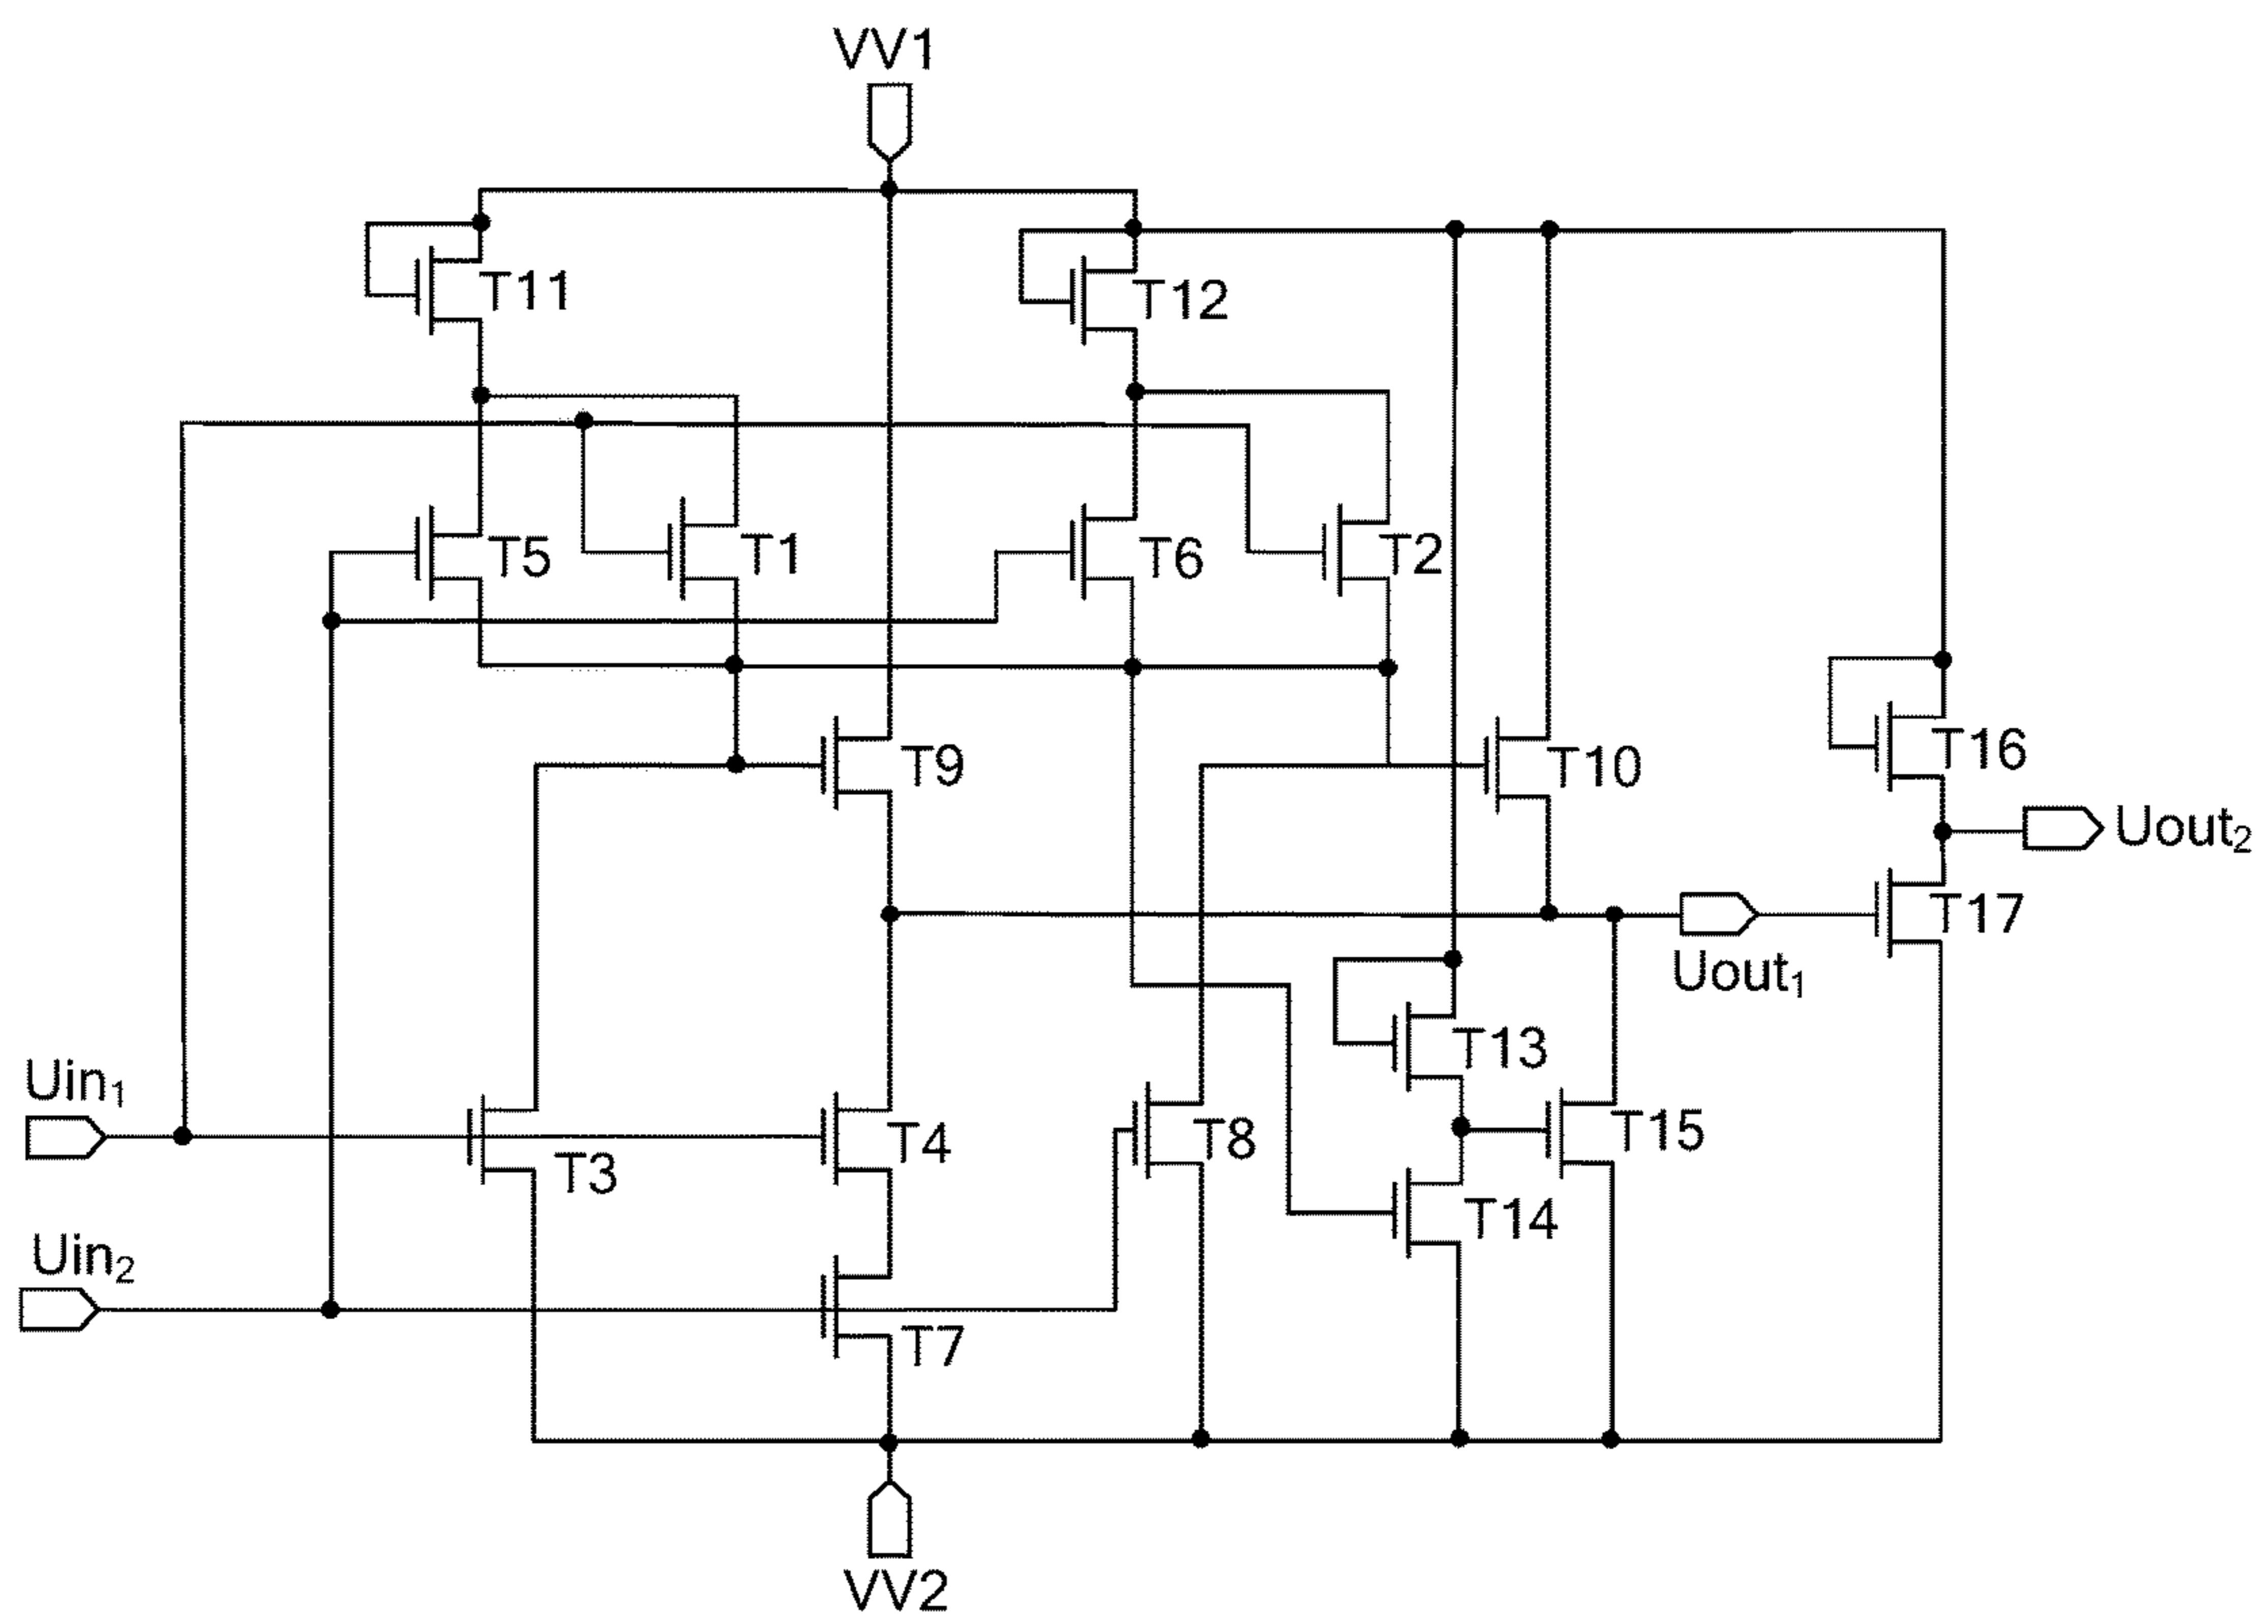 VV1
T11
T12
T5
T1
T6
T2
T9
T10
T16
Uout₂
T17
Uout₁
T13
Uin₁
T3
T4
T8
T15
T14
Uin₂
T7
VV2